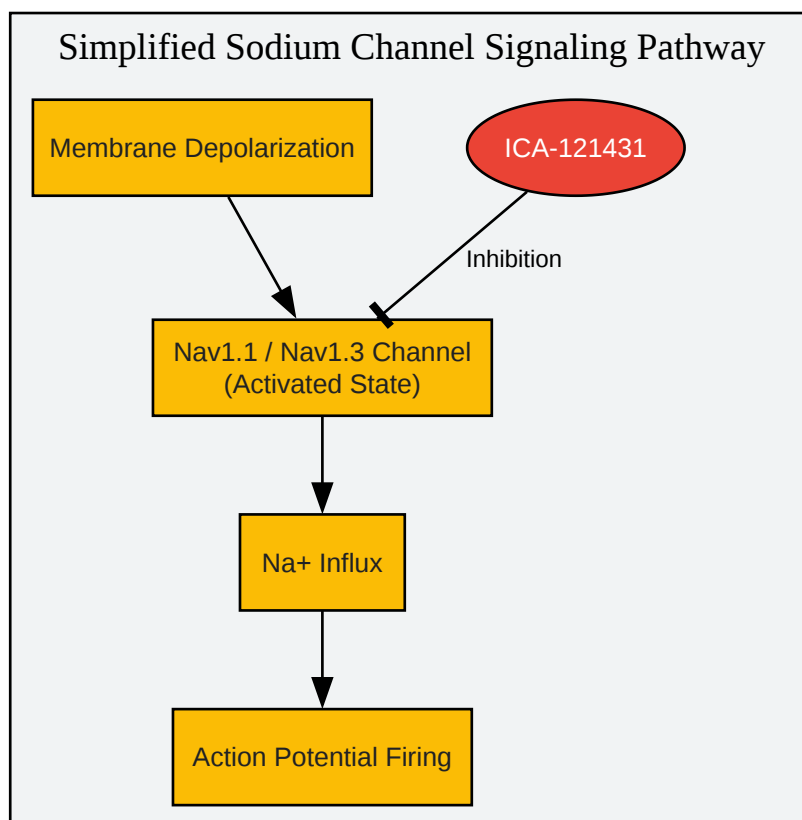 Simplified Sodium Channel Signaling Pathway
Membrane Depolarization
ICA-121431
Inhibition
Nav1.1 / Nav1.3 Channel
(Activated State)
Na+ Influx
Action Potential Firing